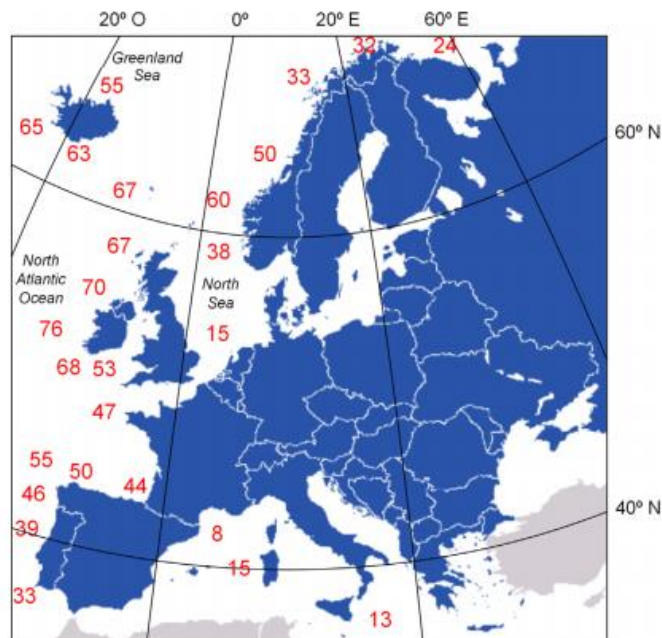 20º O 0º 20º E 60º E
Greenland
Sea
32 24
33
55
65
63
50
60º N
67
60
67
38
North
Atlantic
Ocean
70
North
Sea
76
15
68 53
47
55
50
46
44
40º N
39
8
15
33
13